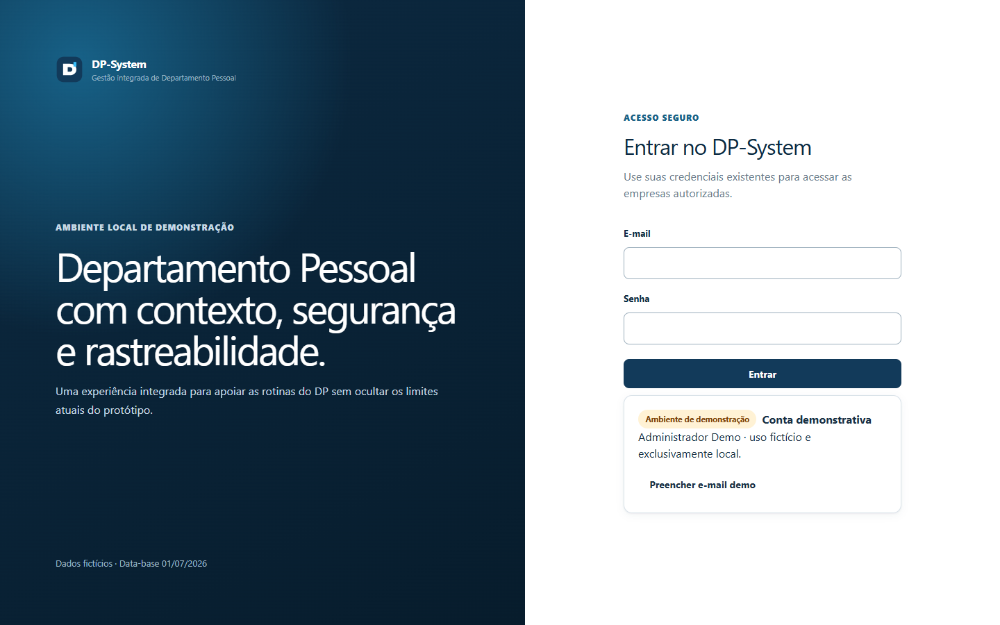 DP-System
Gestão integrada de Departamento Pessoal
AMBIENTE LOCAL DE DEMONSTRAÇÃO
Departamento Pessoal
com contexto, segurança
e rastreabilidade.
Uma experiência integrada para apoiar as rotinas do DP sem ocultar os limites
atuais do protótipo.
Dados fictícios · Data-base 01/07/2026
ACESSO SEGURO
Entrar no DP-System
Use suas credenciais existentes para acessar as
empresas autorizadas.
E-mail
Senha
Entrar
Ambiente de demonstração Conta demonstrativa
Administrador Demo · uso fictício e
exclusivamente local.
Preencher e-mail demo